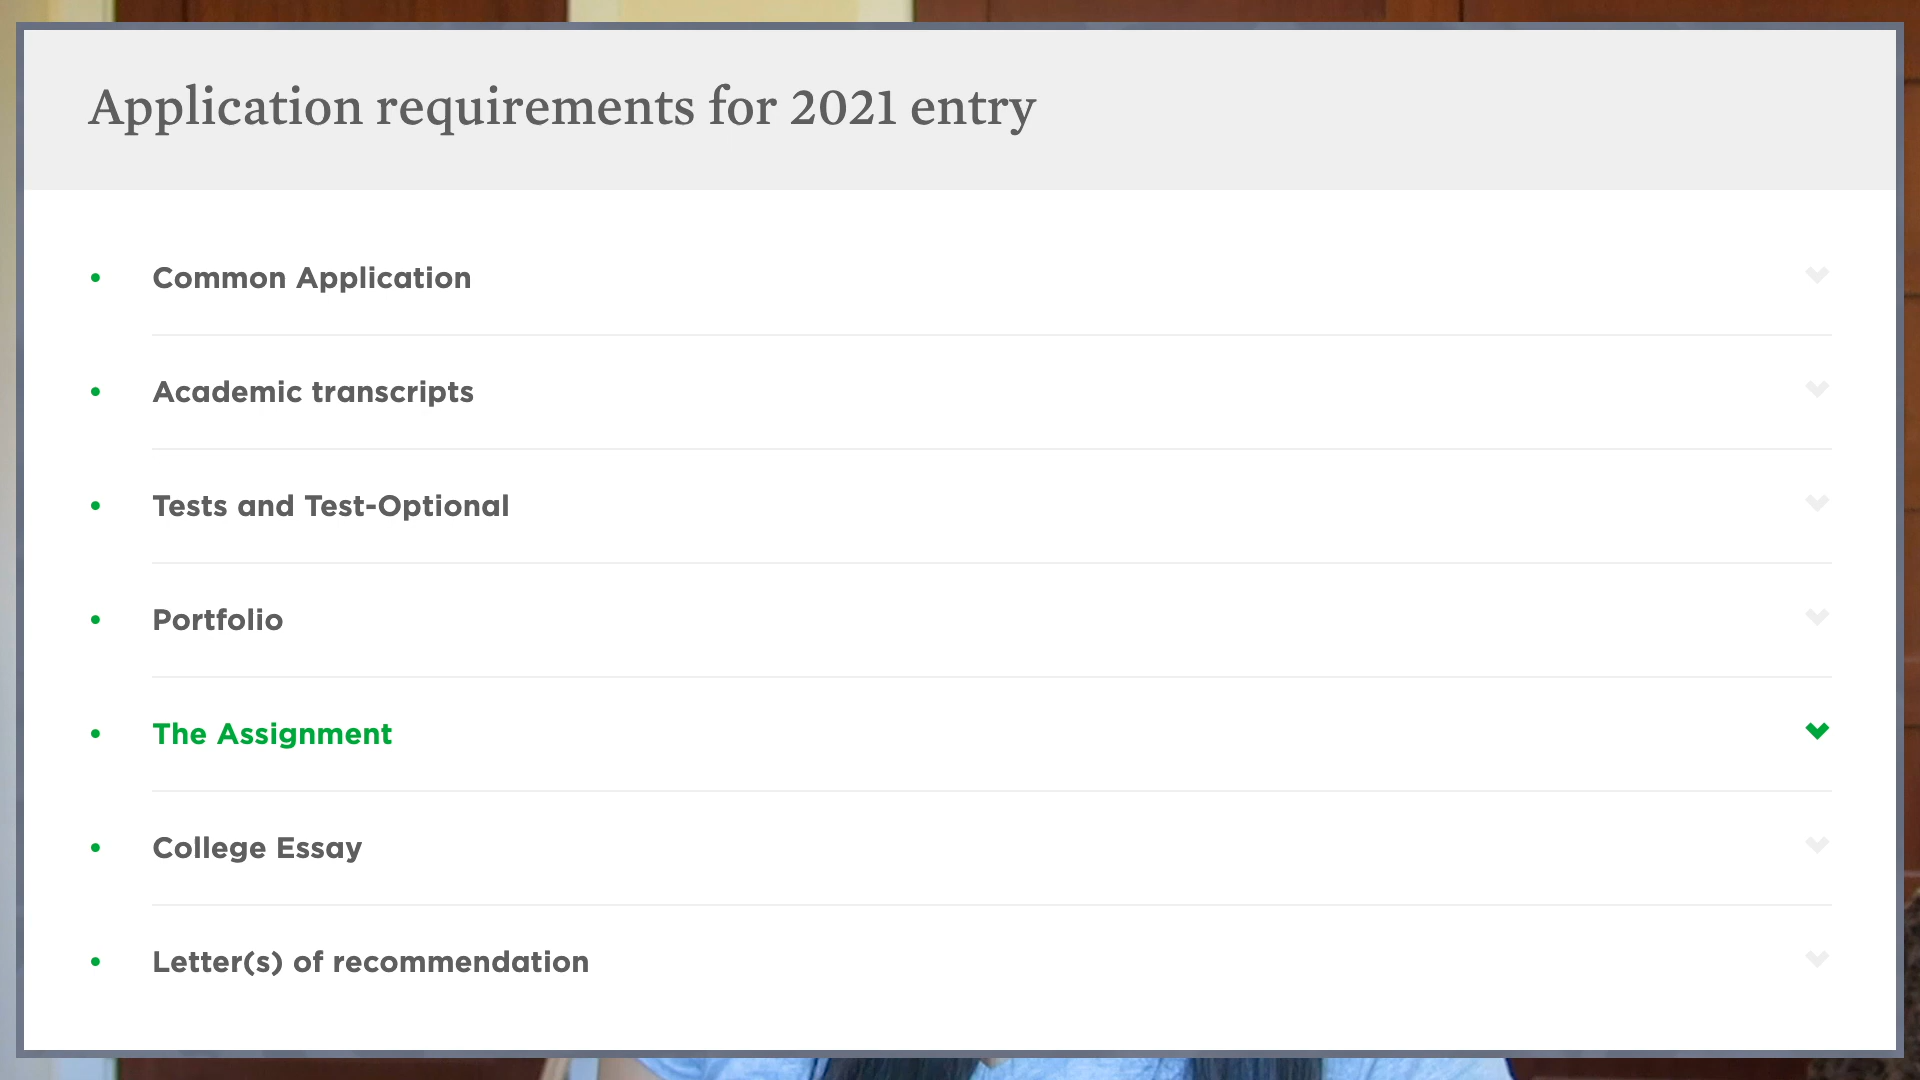 Application requirements for 2021 entry
• Common Application
• Academic transcripts
• Tests and Test-Optional
• Portfolio
• The Assignment
• College Essay
• Letter(s) of recommendation